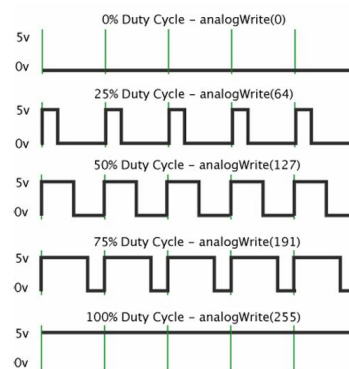 0% Duty Cycle – analogWrite(0)
5v
0v
25% Duty Cycle – analogWrite(64)
5v
0v
50% Duty Cycle – analogWrite(127)
5v
0v
75% Duty Cycle – analogWrite(191)
5v
0v
100% Duty Cycle – analogWrite(255)
5v
0v